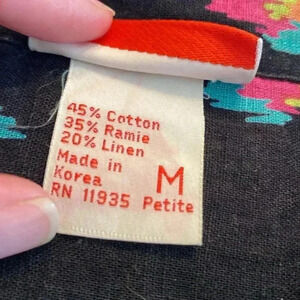 45% Cotton
35% Ramie
20% Linen
Made in
Korea M
RN 11935 Petite